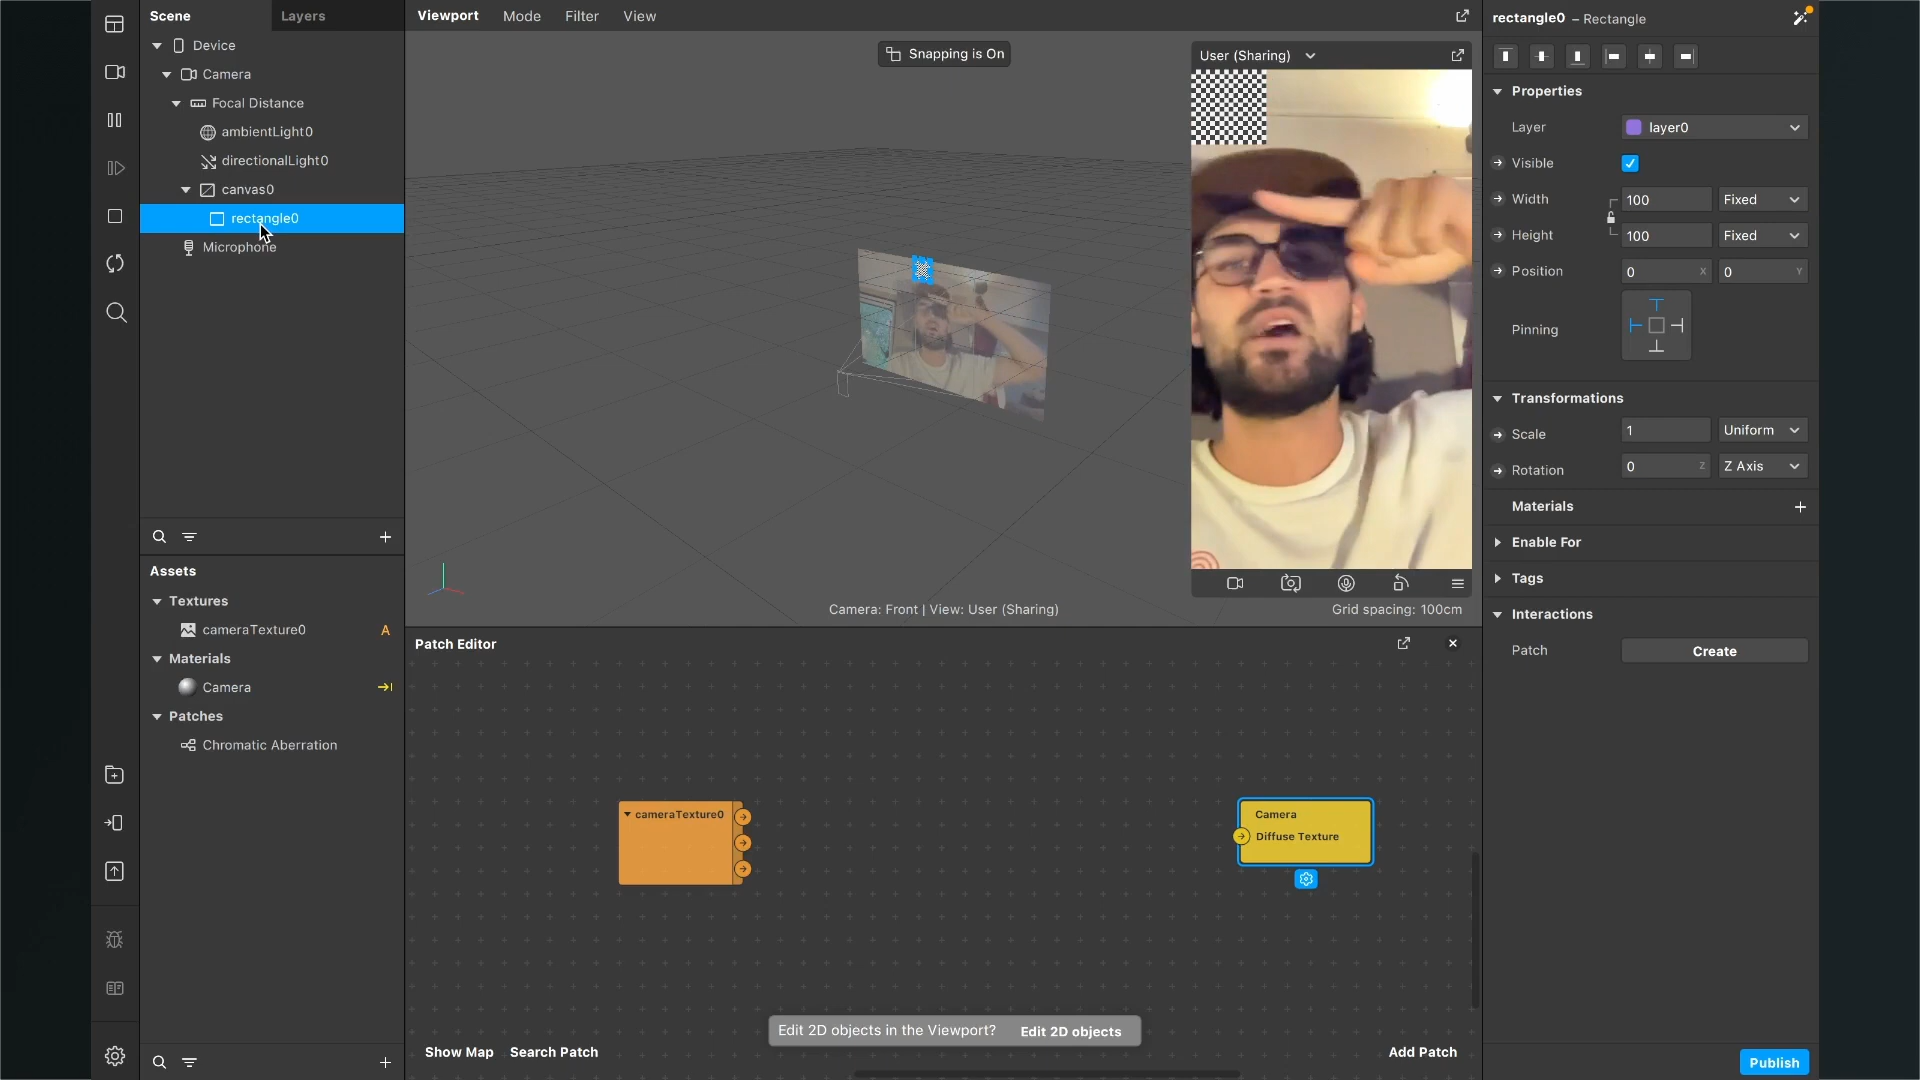 Scene
Layers
Device
Camera
Focal Distance
ambientLight0
directionalLight0
canvas0
rectangle0
Microphone
Assets
Textures
cameraTexture0
A
Materials
Camera
Patches
Chromatic Aberration
Viewport
Mode
Filter
View
Snapping is On
User (Sharing)
Camera: Front | View: User (Sharing)
Grid spacing: 100cm
Patch Editor
cameraTexture0
Camera
Diffuse Texture
Edit 2D objects in the Viewport?
Edit 2D objects
Show Map
Search Patch
Add Patch
rectangle0 – Rectangle
Properties
Layer
layer0
Visible
Width
100
Fixed
Height
100
Fixed
Position
0 X
0 Y
Pinning
Transformations
Scale
1
Uniform
Rotation
0 Z
Z Axis
Materials
Enable For
Tags
Interactions
Patch
Create
Publish